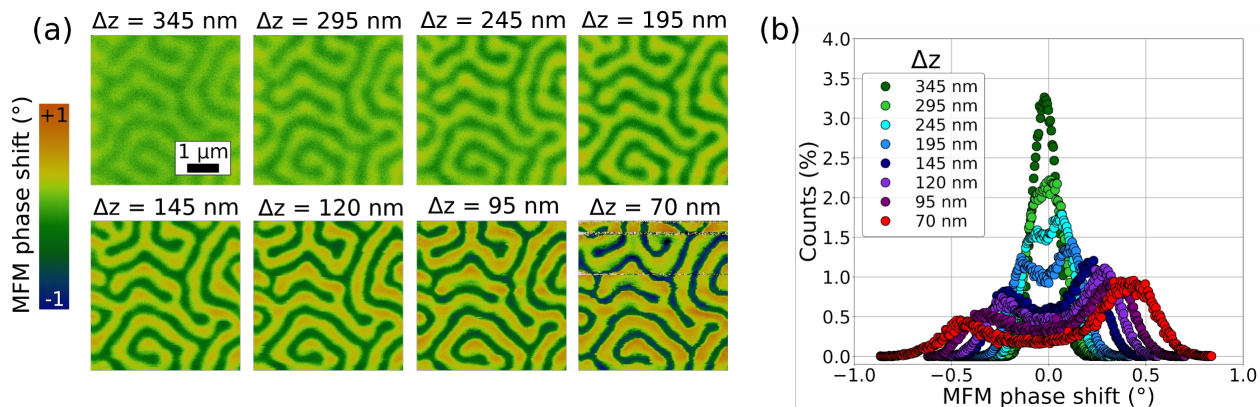 (a)
Δz = 345 nm
Δz = 295 nm
Δz = 245 nm
Δz = 195 nm
1 μm
MFM phase shift (°)
+1
-1
Δz = 145 nm
Δz = 120 nm
Δz = 95 nm
Δz = 70 nm
(b)
Counts (%)
4.0
3.5
3.0
2.5
2.0
1.5
1.0
0.5
0.0
Δz
345 nm
295 nm
245 nm
195 nm
145 nm
120 nm
95 nm
70 nm
−1.0 −0.5 0.0 0.5 1.0
MFM phase shift (°)